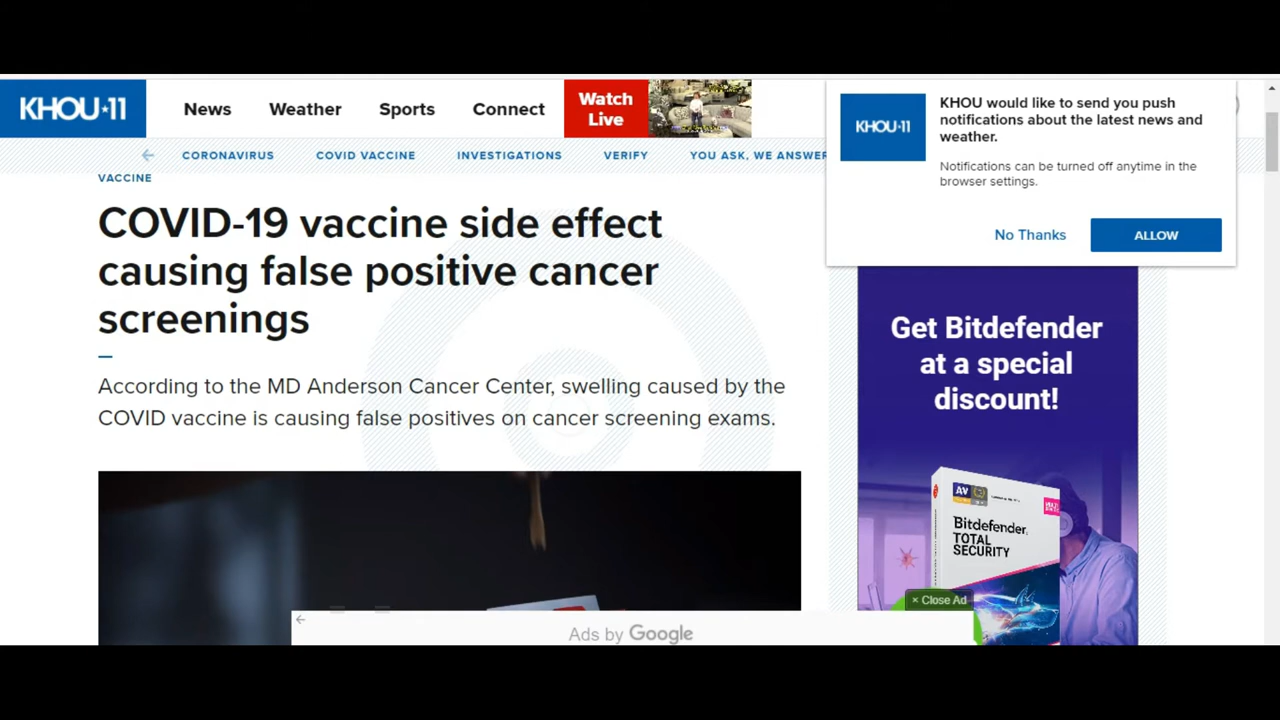 KHOU★11
News
Weather
Sports
Connect
Watch
Live
KHOU★11
KHOU would like to send you push
notifications about the latest news and
weather.
Notifications can be turned off anytime in the
browser settings.
No Thanks
ALLOW
CORONAVIRUS
COVID VACCINE
INVESTIGATIONS
VERIFY
YOU ASK, WE ANSWER
VACCINE
COVID-19 vaccine side effect
causing false positive cancer
screenings
According to the MD Anderson Cancer Center, swelling caused by the
COVID vaccine is causing false positives on cancer screening exams.
Get Bitdefender
at a special
discount!
AV
Bitdefender
TOTAL
SECURITY
× Close Ad
Ads by Google